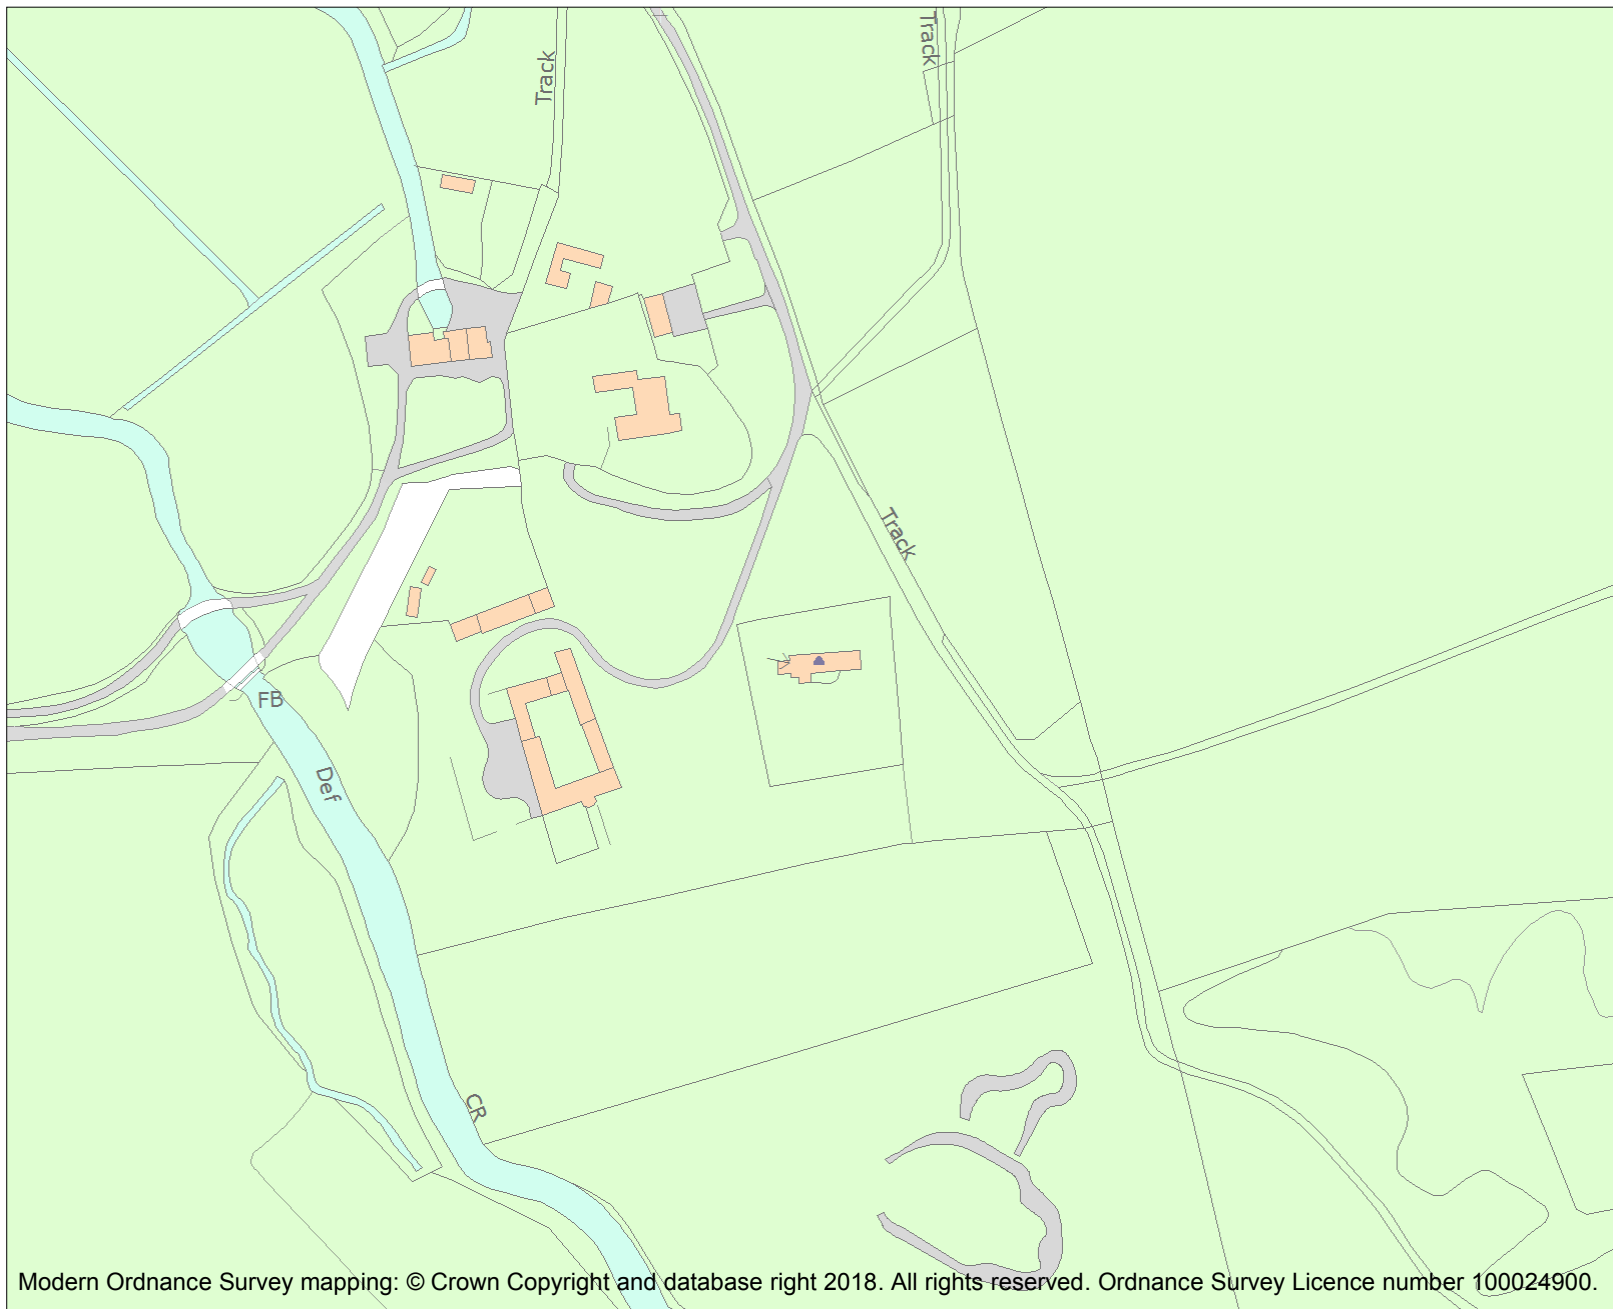 Track
Track
Track
FB
Def
CR
Modern Ordnance Survey mapping: © Crown Copyright and database right 2018. All rights reserved. Ordnance Survey Licence number 100024900.